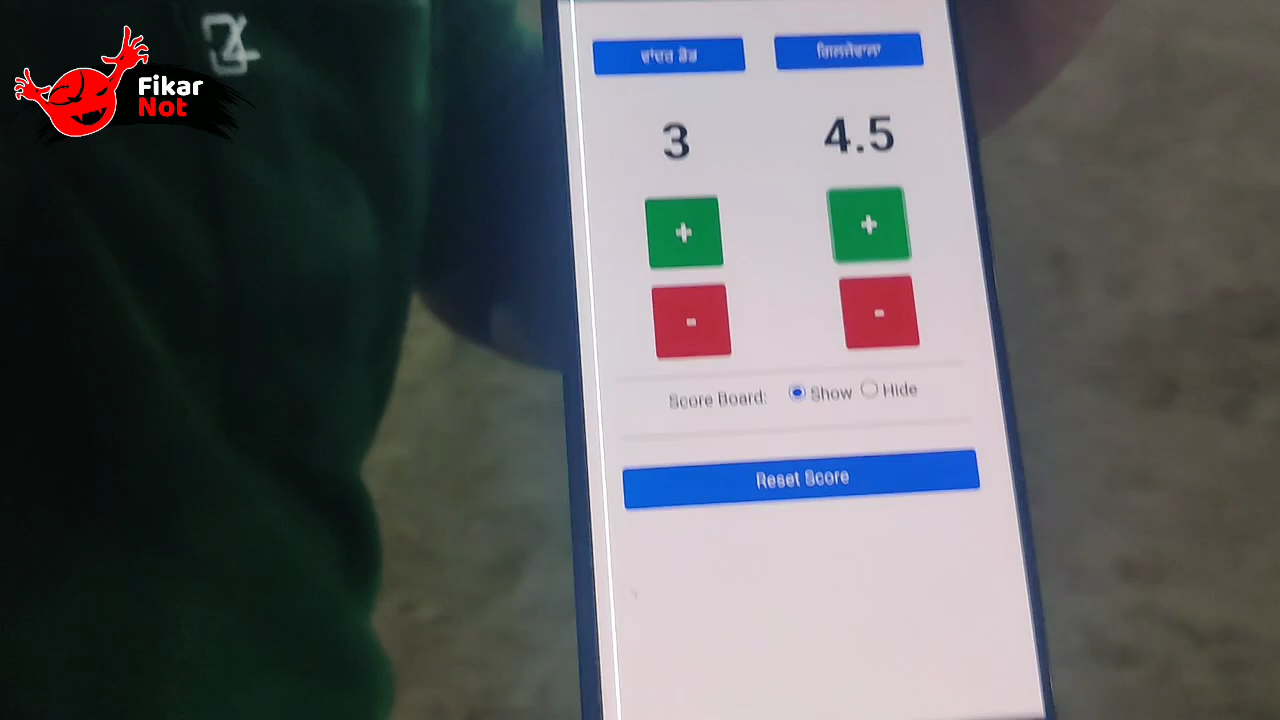 Fikar
Not
3
4.5
+
+
-
-
Score Board: Show Hide
Reset Score